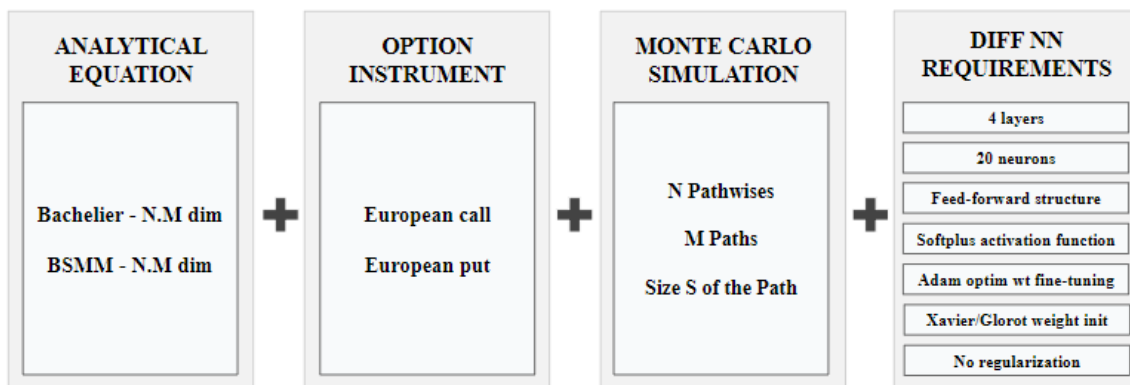 ANALYTICAL
EQUATION
Bachelier - N.M dim
BSMM - N.M dim
OPTION
INSTRUMENT
European call
European put
MONTE CARLO
SIMULATION
N Pathwises
M Paths
Size S of the Path
DIFF NN
REQUIREMENTS
4 layers
20 neurons
Feed-forward structure
Softplus activation function
Adam optim wt fine-tuning
Xavier/Glorot weight init
No regularization